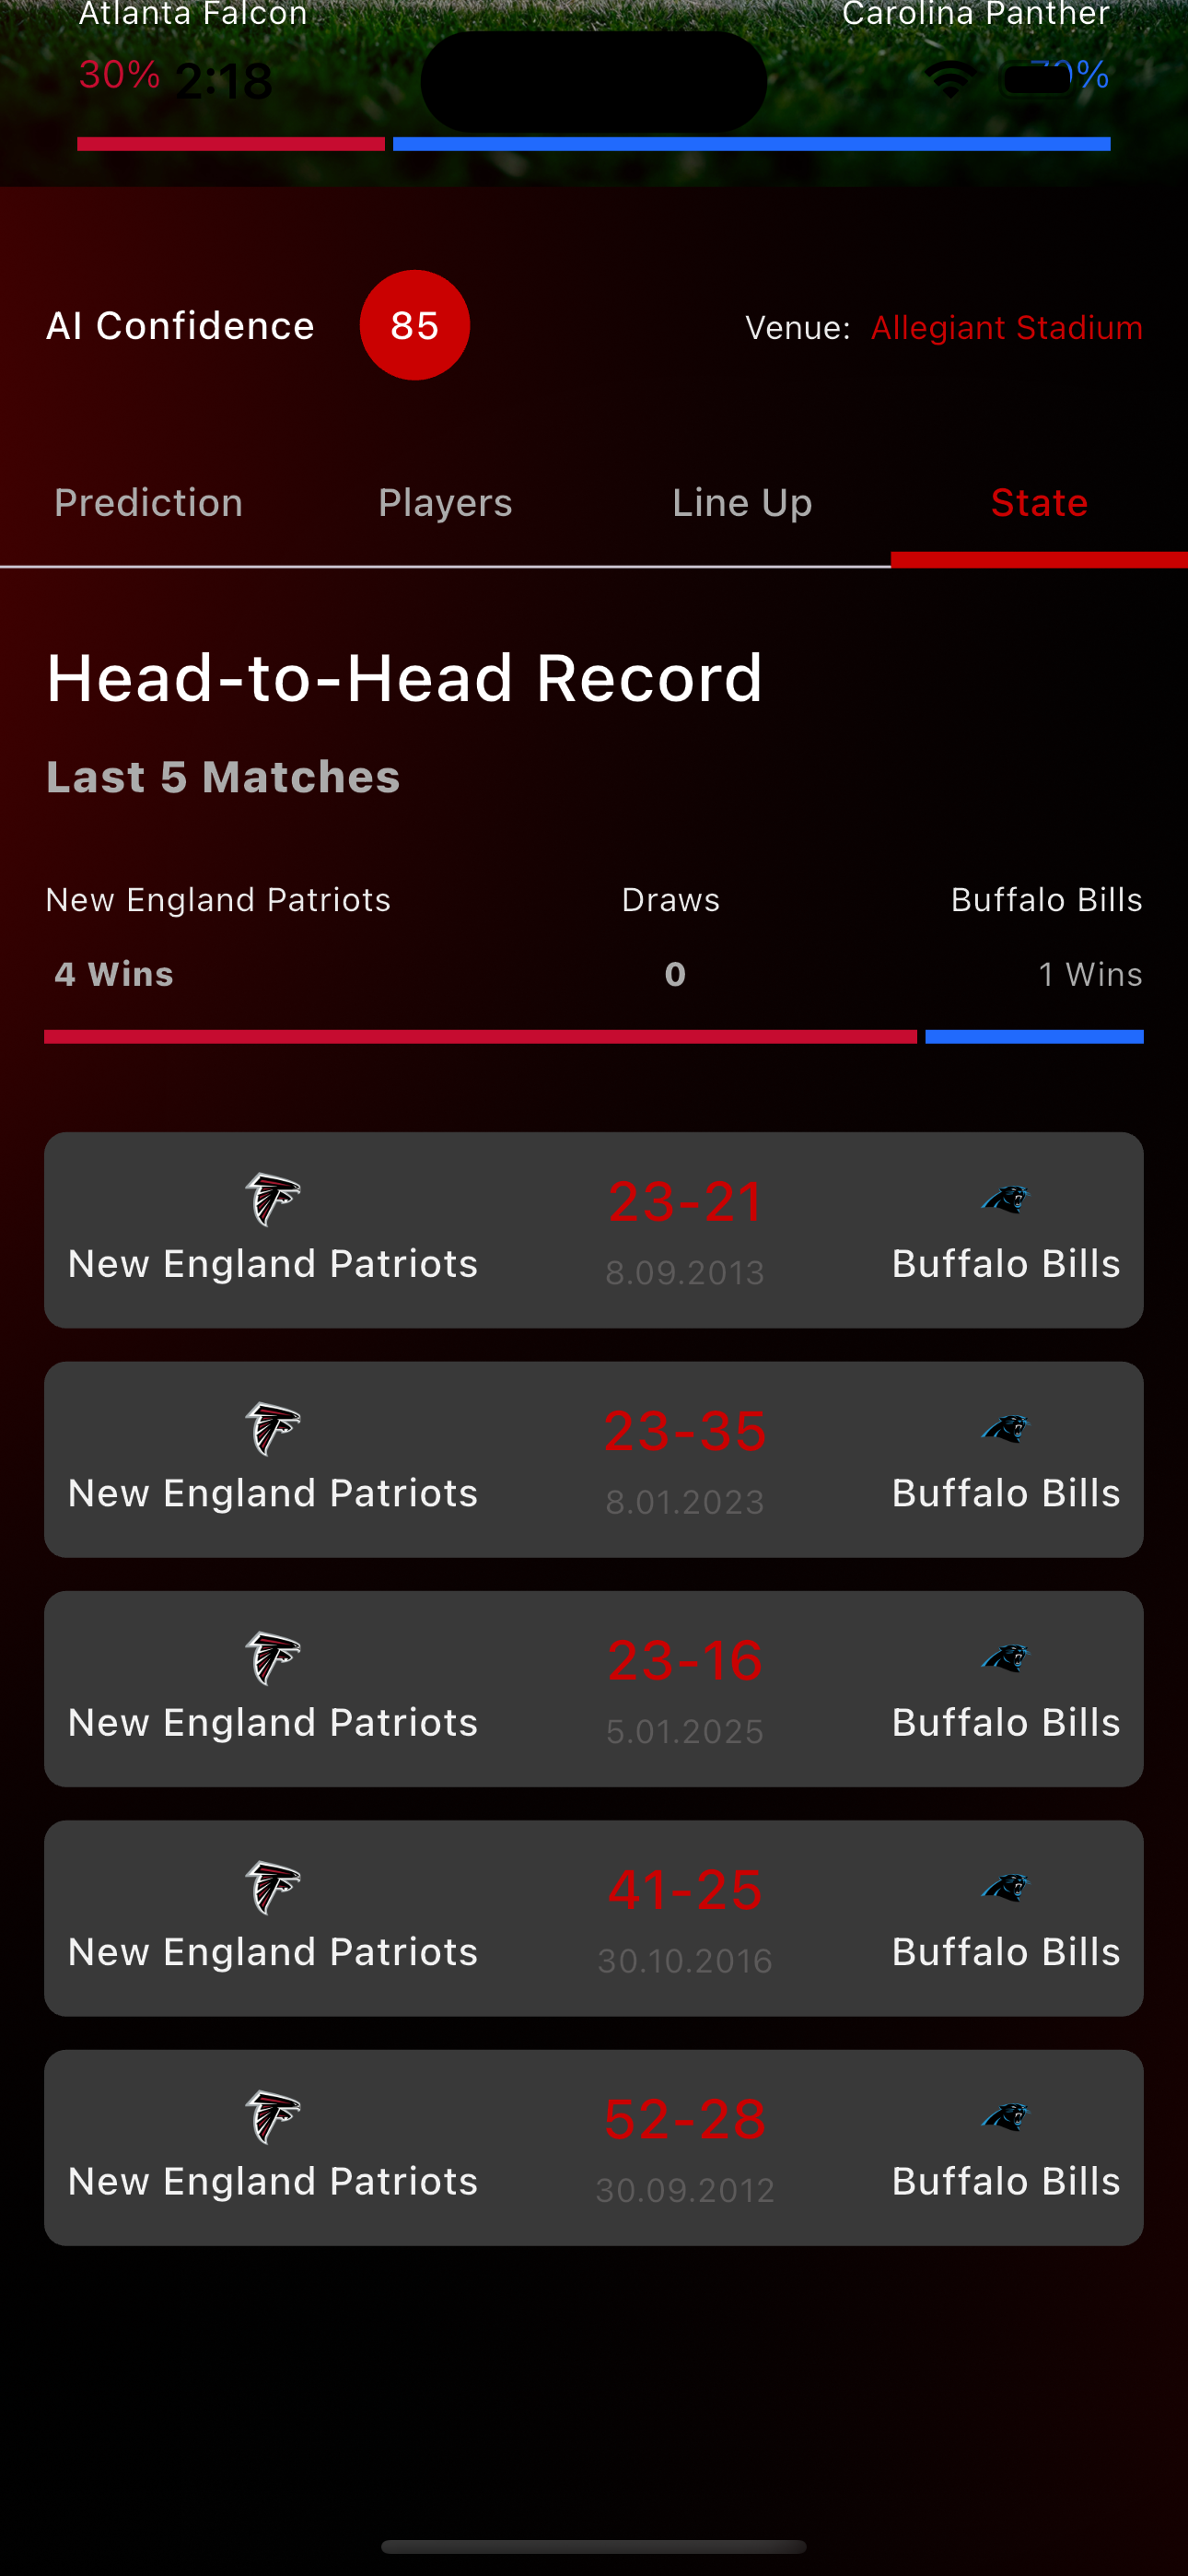 Atlanta Falcon Carolina Panther
30% 2:18 %
AI Confidence 85 Venue: Allegiant Stadium
Prediction Players Line Up State
Head-to-Head Record
Last 5 Matches
New England Patriots Draws Buffalo Bills
4 Wins 0 1 Wins
23-21
New England Patriots 8.09.2013 Buffalo Bills
23-35
New England Patriots 8.01.2023 Buffalo Bills
23-16
New England Patriots 5.01.2025 Buffalo Bills
41-25
New England Patriots 30.10.2016 Buffalo Bills
52-28
New England Patriots 30.09.2012 Buffalo Bills